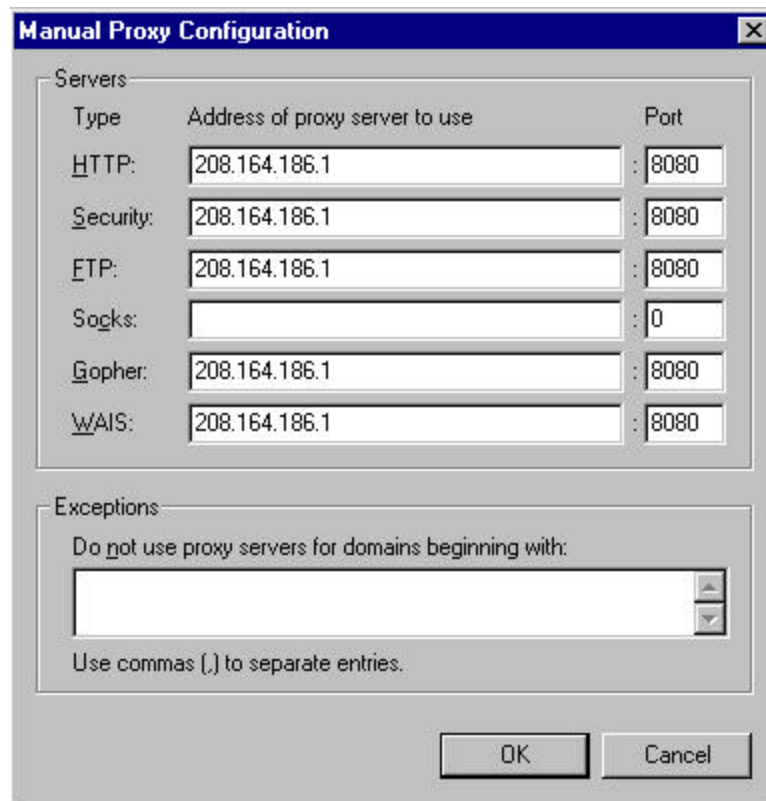 Manual Proxy Configuration
Servers
Type Address of proxy server to use Port
HTTP: 208.164.186.1 : 8080
Security: 208.164.186.1 : 8080
FTP: 208.164.186.1 : 8080
Socks: : 0
Gopher: 208.164.186.1 : 8080
WAIS: 208.164.186.1 : 8080
Exceptions
Do not use proxy servers for domains beginning with:
Use commas (,) to separate entries.
OK Cancel